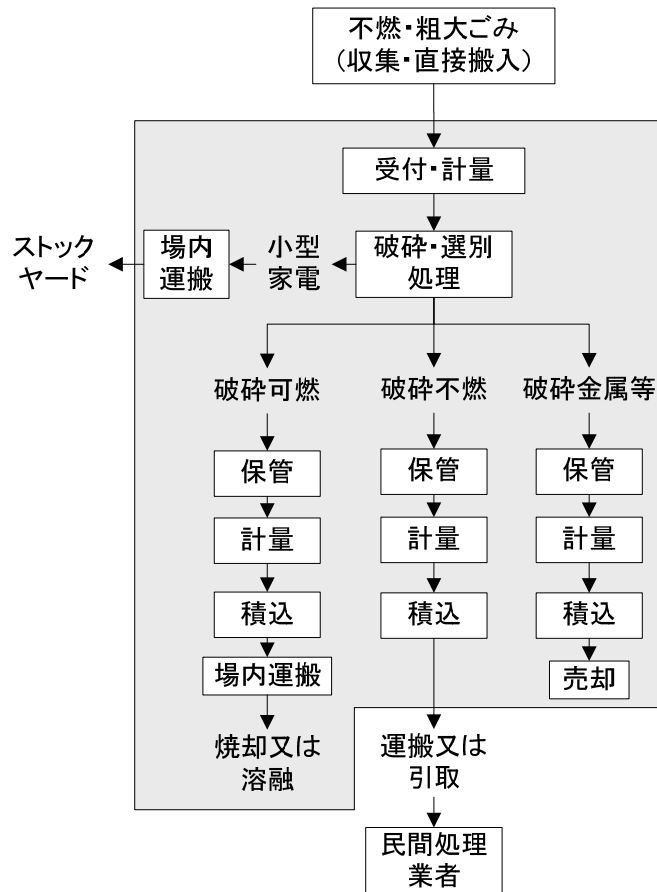 不燃・粗大ごみ
（収集・直接搬入）
受付・計量
破砕・選別
処理
小型
家電
場内
運搬
ストック
ヤード
破砕可燃
破砕不燃
破砕金属等
保管
保管
保管
計量
計量
計量
積込
積込
積込
場内運搬
売却
焼却又は
溶融
運搬又は
引取
民間処理
業者